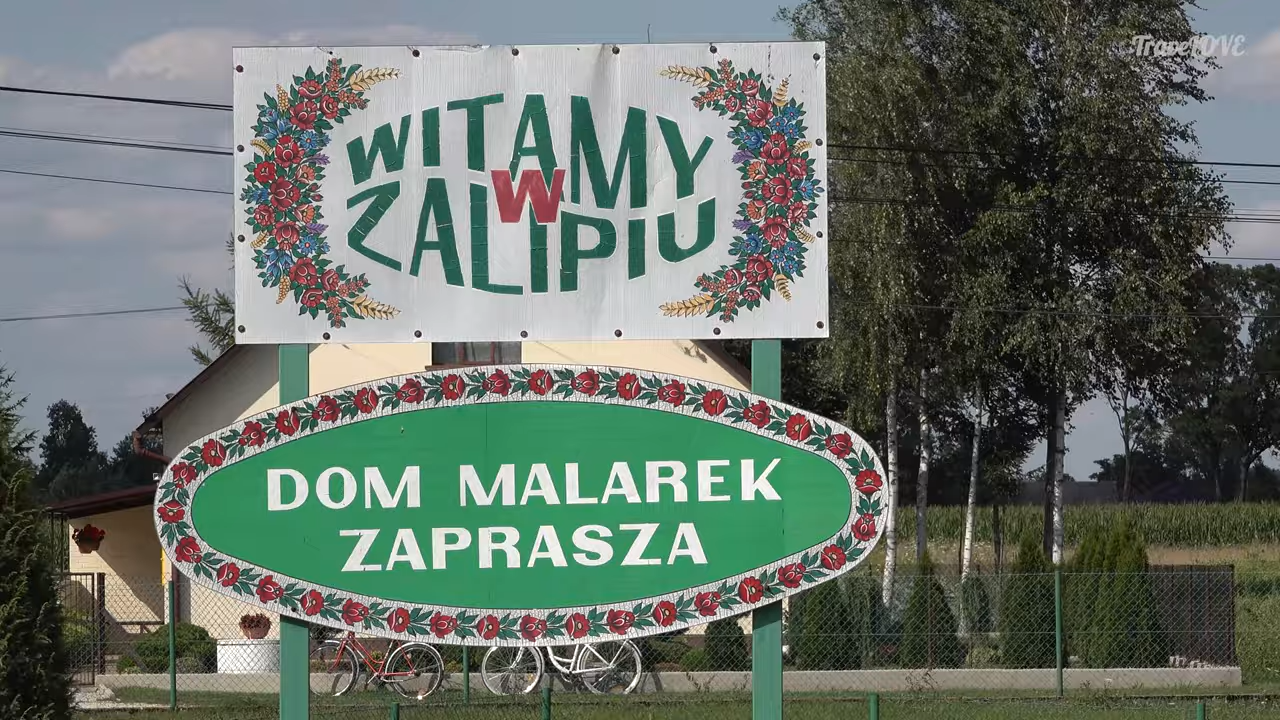 TravelOVE
WITAMY
W
ZALIPIU
DOM MALAREK
ZAPRASZA